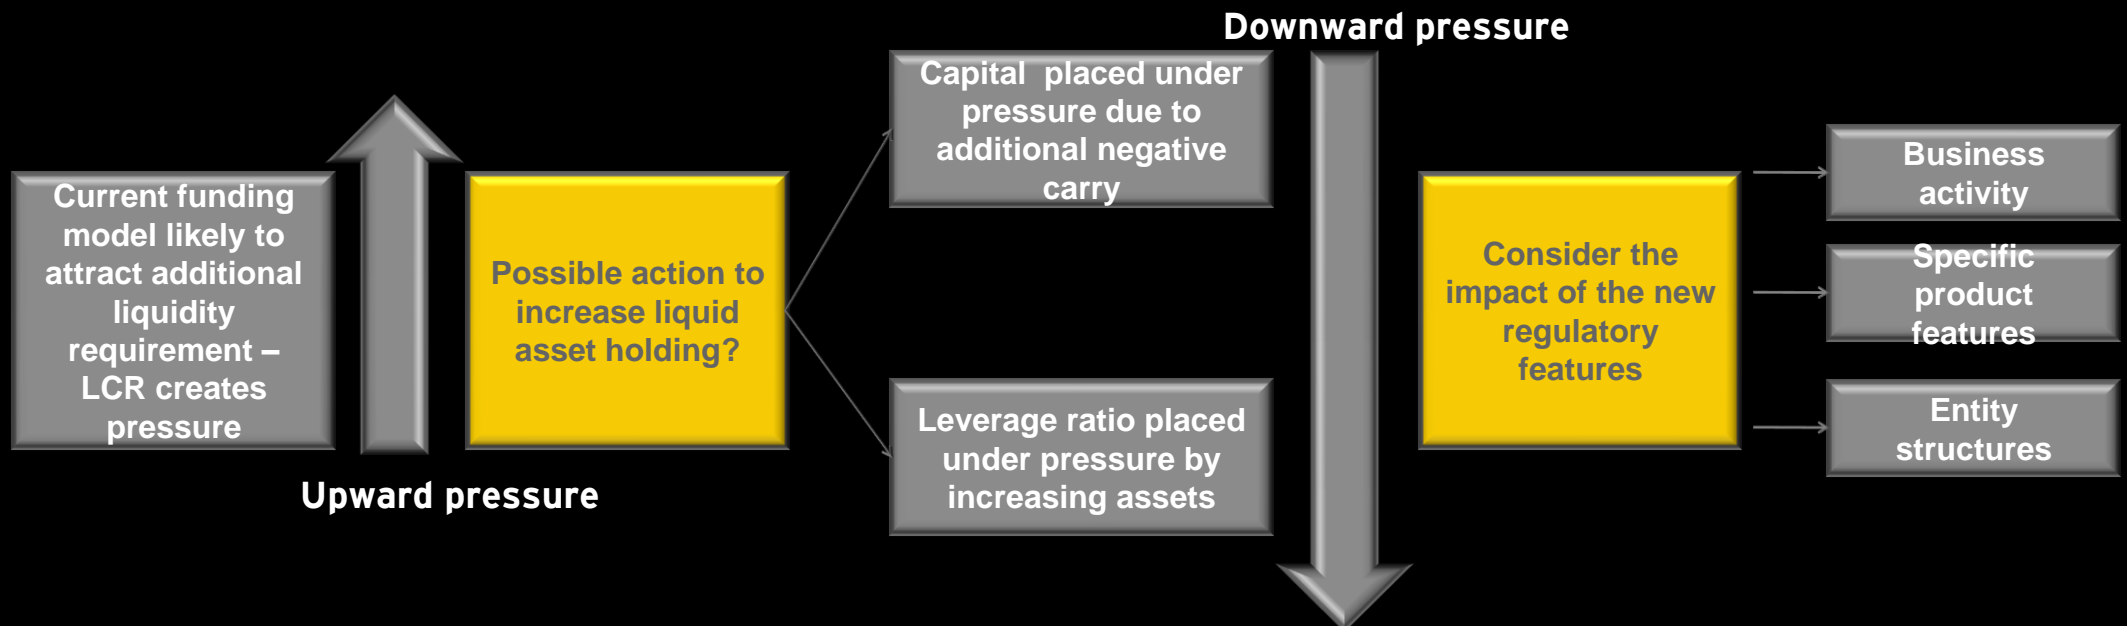 Current funding
model likely to
attract additional
liquidity
requirement –
LCR creates
pressure
Upward pressure
Possible action to
increase liquid
asset holding?
Capital placed under
pressure due to
additional negative
carry
Leverage ratio placed
under pressure by
increasing assets
Downward pressure
Consider the
impact of the new
regulatory
features
Business
activity
Specific
product
features
Entity
structures